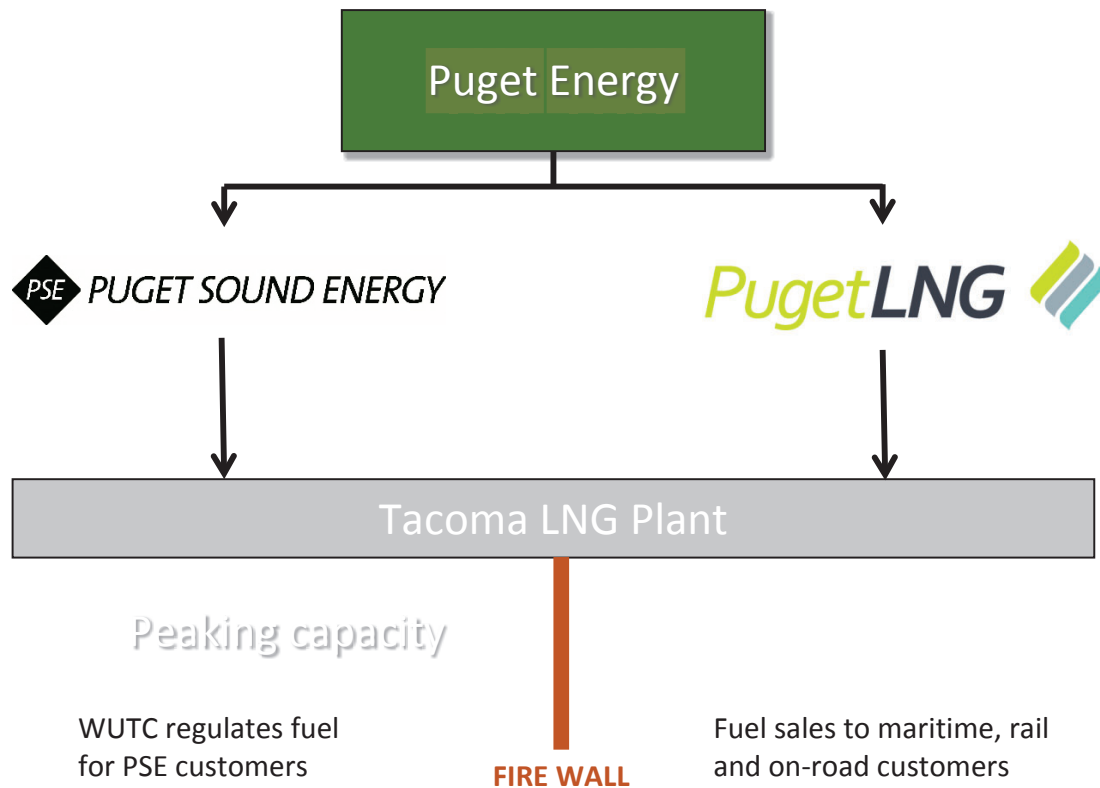 Puget Energy
PSE PUGET SOUND ENERGY
PugetLNG
Tacoma LNG Plant
Peaking capacity
WUTC regulates fuel
for PSE customers
FIRE WALL
Fuel sales to maritime, rail
and on-road customers